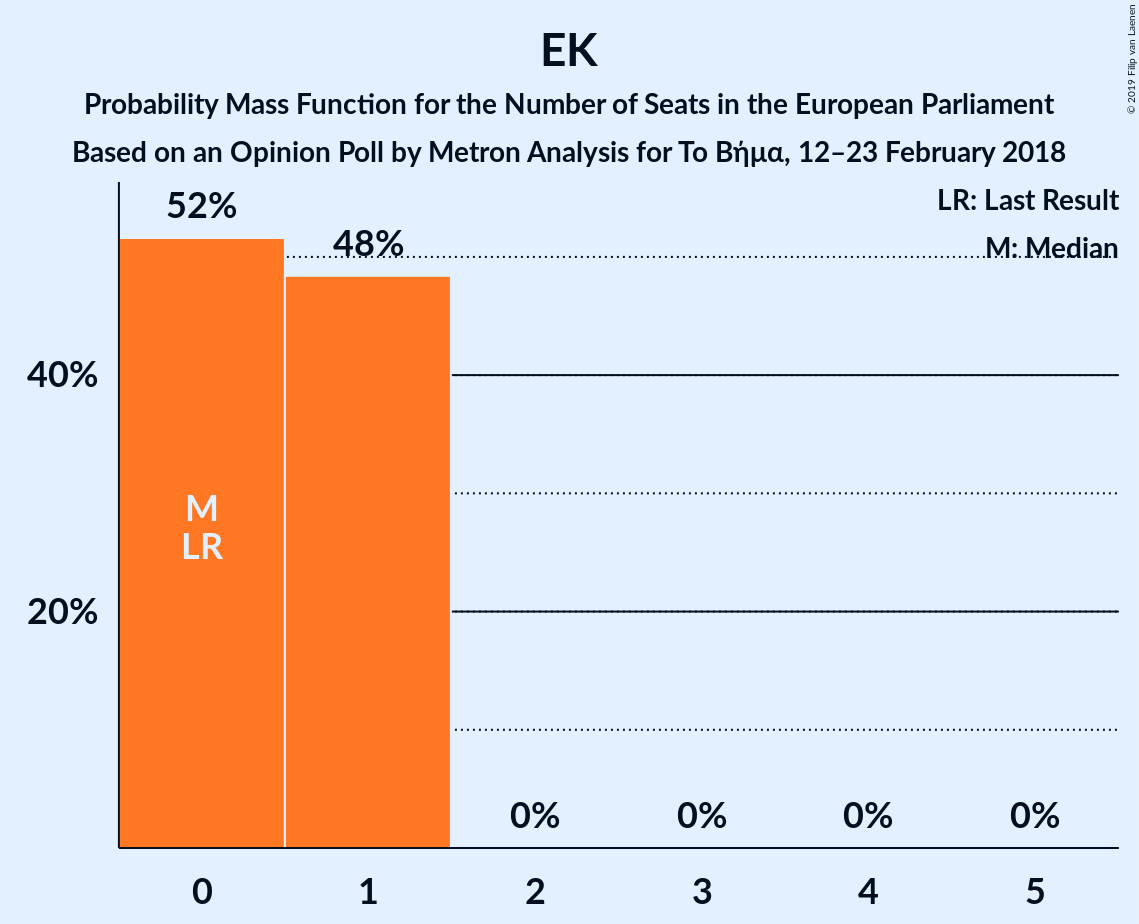 EK
Probability Mass Function for the Number of Seats in the European Parliament
Based on an Opinion Poll by Metron Analysis for Το Βήμα, 12–23 February 2018
© 2019 Filip van Laenen
LR: Last Result
M: Median
52%
48%
40%
20%
M
LR
0%
0%
0%
0%
0
1
2
3
4
5